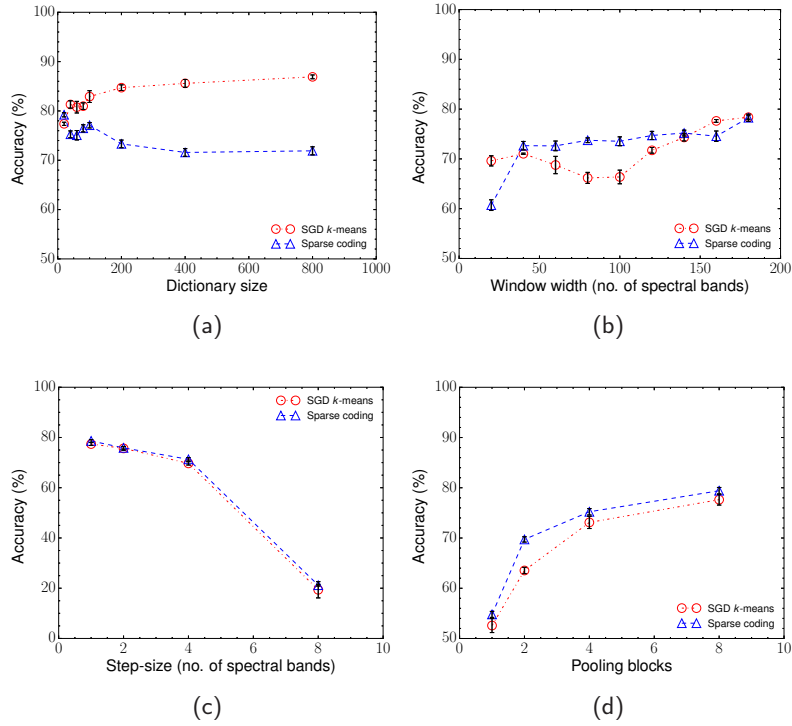 100
90
80
70
60
50
0
200
400
600
800
1000
Accuracy (%)
Dictionary size
SGD k-means
Sparse coding
(a)
100
90
80
70
60
50
0
50
100
150
200
Accuracy (%)
Window width (no. of spectral bands)
SGD k-means
Sparse coding
(b)
100
80
60
40
20
0
0
2
4
6
8
10
Accuracy (%)
Step-size (no. of spectral bands)
SGD k-means
Sparse coding
(c)
100
90
80
70
60
50
0
2
4
6
8
10
Accuracy (%)
Pooling blocks
SGD k-means
Sparse coding
(d)